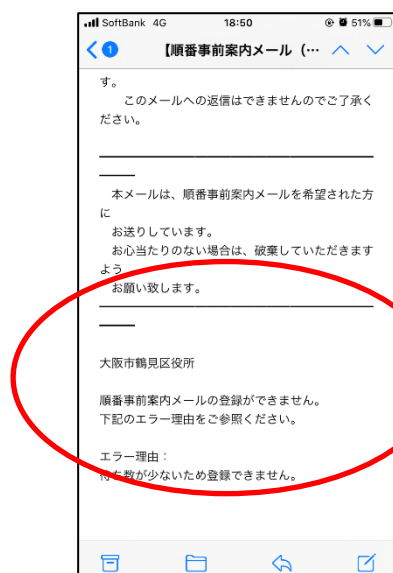 SoftBank 4G 18:50 51%
1 【順番事前案内メール（…
す。
このメールへの返信はできませんのでご了承く
ださい。
本メールは、順番事前案内メールを希望された方
に
お送りしています。
お心当たりのない場合は、破棄していただきます
よう
お願い致します。
大阪市鶴見区役所
順番事前案内メールの登録ができません。
下記のエラー理由をご参照ください。
エラー理由：
待ち数が少ないため登録できません。